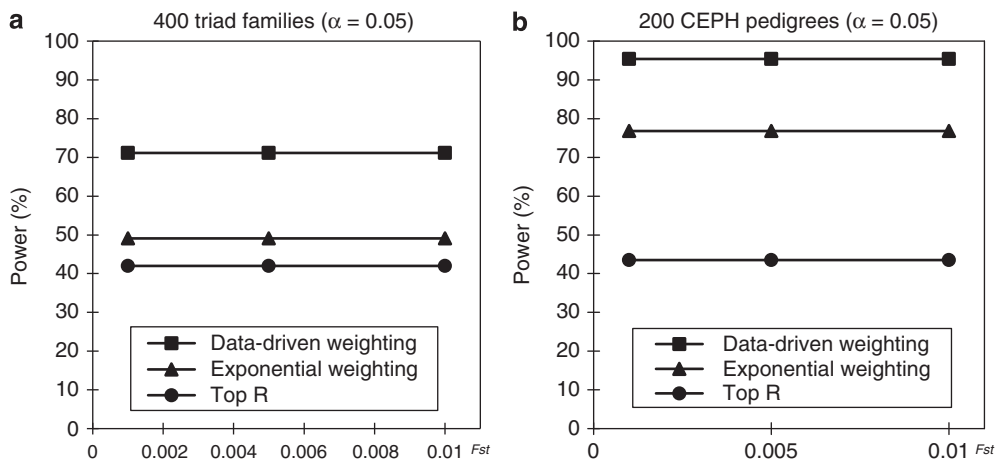 a
400 triad families (α = 0.05)
100
90
80
70
60
50
40
30
20
10
0
Power (%)
Data-driven weighting
Exponential weighting
Top R
0 0.002 0.004 0.006 0.008 0.01 Fst
b
200 CEPH pedigrees (α = 0.05)
100
90
80
70
60
50
40
30
20
10
0
Power (%)
Data-driven weighting
Exponential weighting
Top R
0 0.005 0.01 Fst